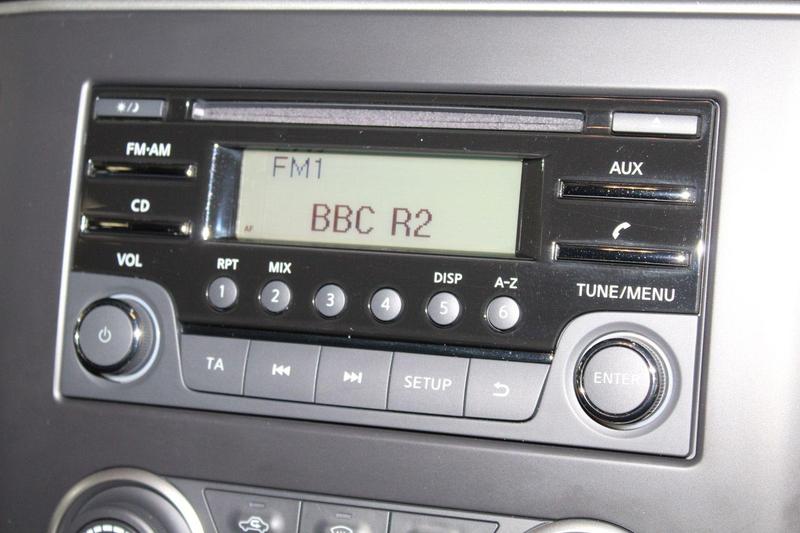 FM·AM
CD
VOL
FM1
BBC R2
AF
AUX
TUNE/MENU
RPT
MIX
DISP
A-Z
1
2
3
4
5
6
TA
SETUP
ENTER